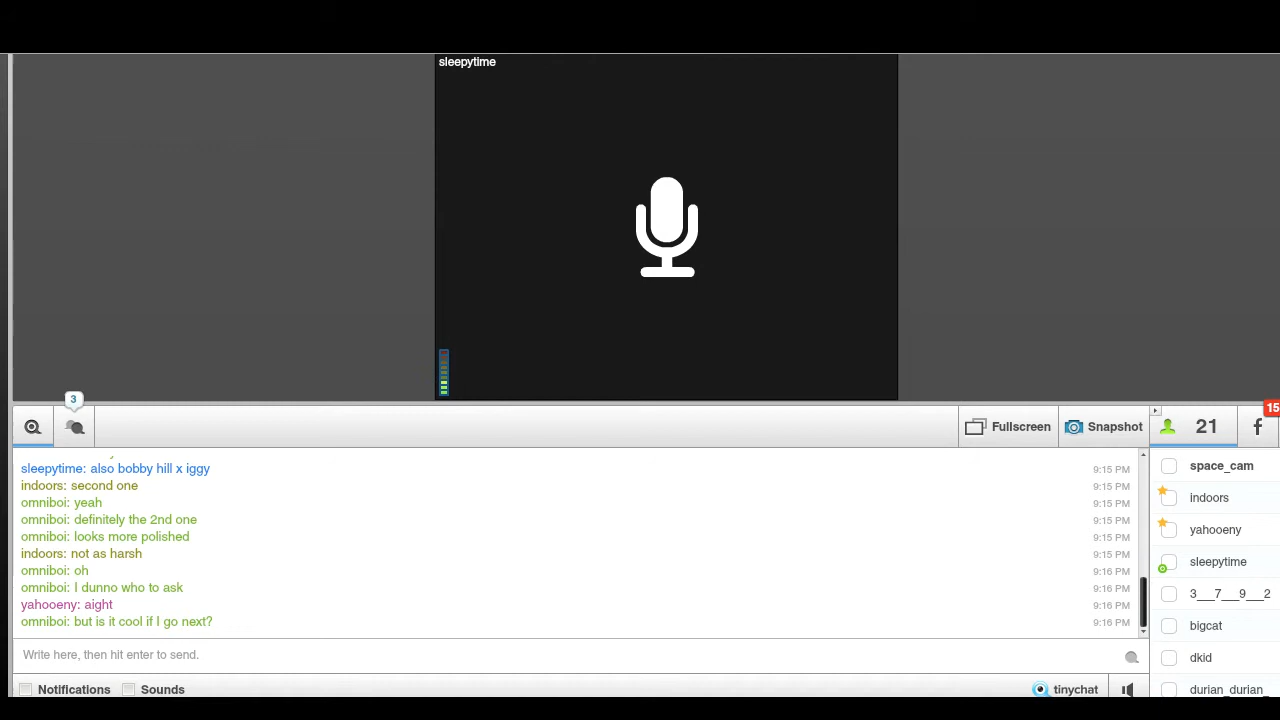 sleepytime
3
Fullscreen
Snapshot
21
f
15
sleepytime: also bobby hill x iggy 9:15 PM
indoors: second one 9:15 PM
omniboi: yeah 9:15 PM
omniboi: definitely the 2nd one 9:15 PM
omniboi: looks more polished 9:15 PM
indoors: not as harsh 9:15 PM
omniboi: oh 9:16 PM
omniboi: I dunno who to ask 9:16 PM
yahooeny: aight 9:16 PM
omniboi: but is it cool if I go next? 9:16 PM
Write here, then hit enter to send.
Notifications
Sounds
tinychat
space_cam
indoors
yahooeny
sleepytime
3___7___9___2
bigcat
dkid
durian_durian_